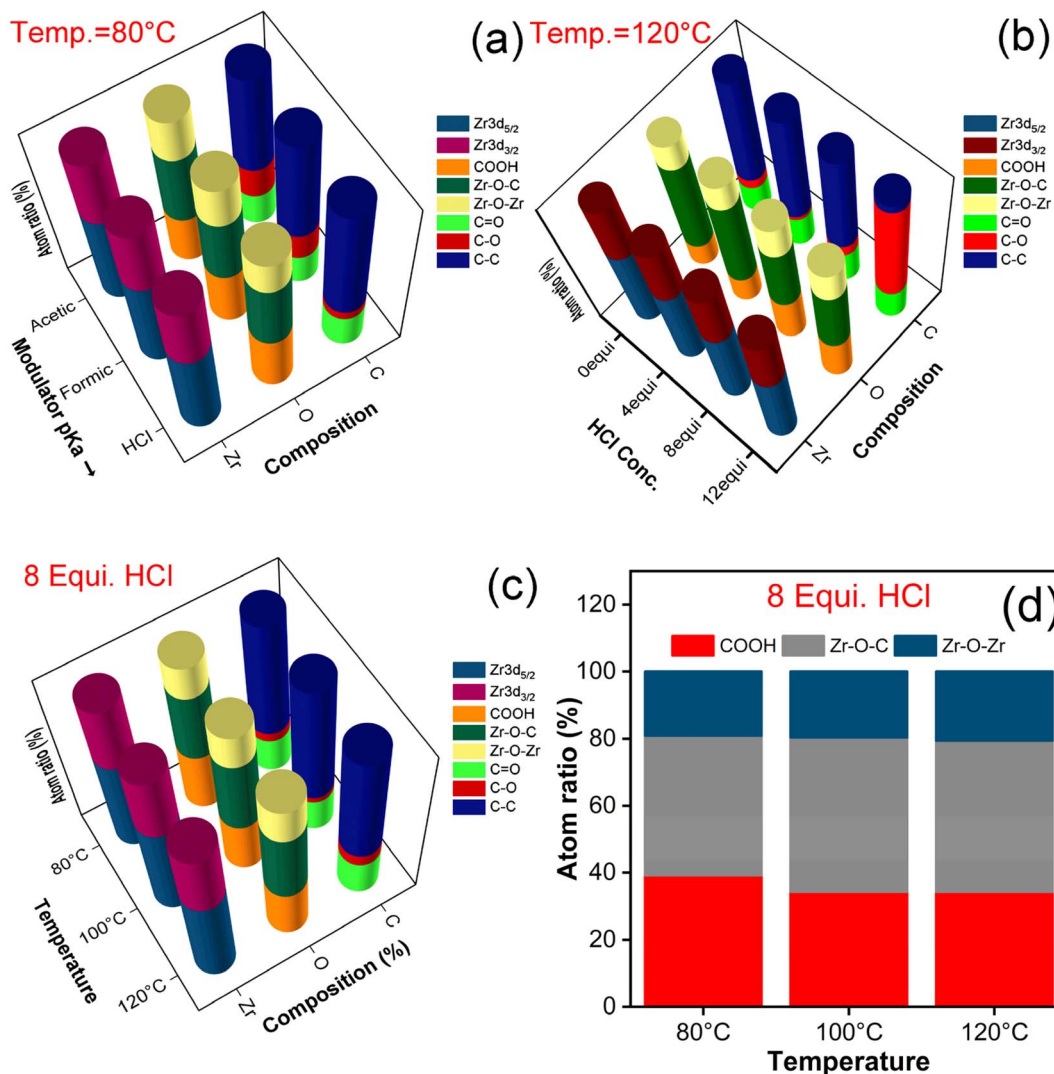 Temp.=80°C
(a)
Atom ratio (%)
Acetic
Formic
HCl
Modulator pKa →
Zr
O
C
Composition
Zr3d5/2
Zr3d3/2
COOH
Zr-O-C
Zr-O-Zr
C=O
C-O
C-C
Temp.=120°C
(b)
Atom ratio (%)
0equi
4equi
8equi
12equi
HCl Conc.
Zr
O
C
Composition
Zr3d5/2
Zr3d3/2
COOH
Zr-O-C
Zr-O-Zr
C=O
C-O
C-C
8 Equi. HCl
(c)
Atom ratio (%)
80°C
100°C
120°C
Temperature
Zr
O
C
Composition (%)
Zr3d5/2
Zr3d3/2
COOH
Zr-O-C
Zr-O-Zr
C=O
C-O
C-C
8 Equi. HCl
(d)
COOH Zr-O-C Zr-O-Zr
Atom ratio (%)
120
100
80
60
40
20
0
80°C 100°C 120°C
Temperature